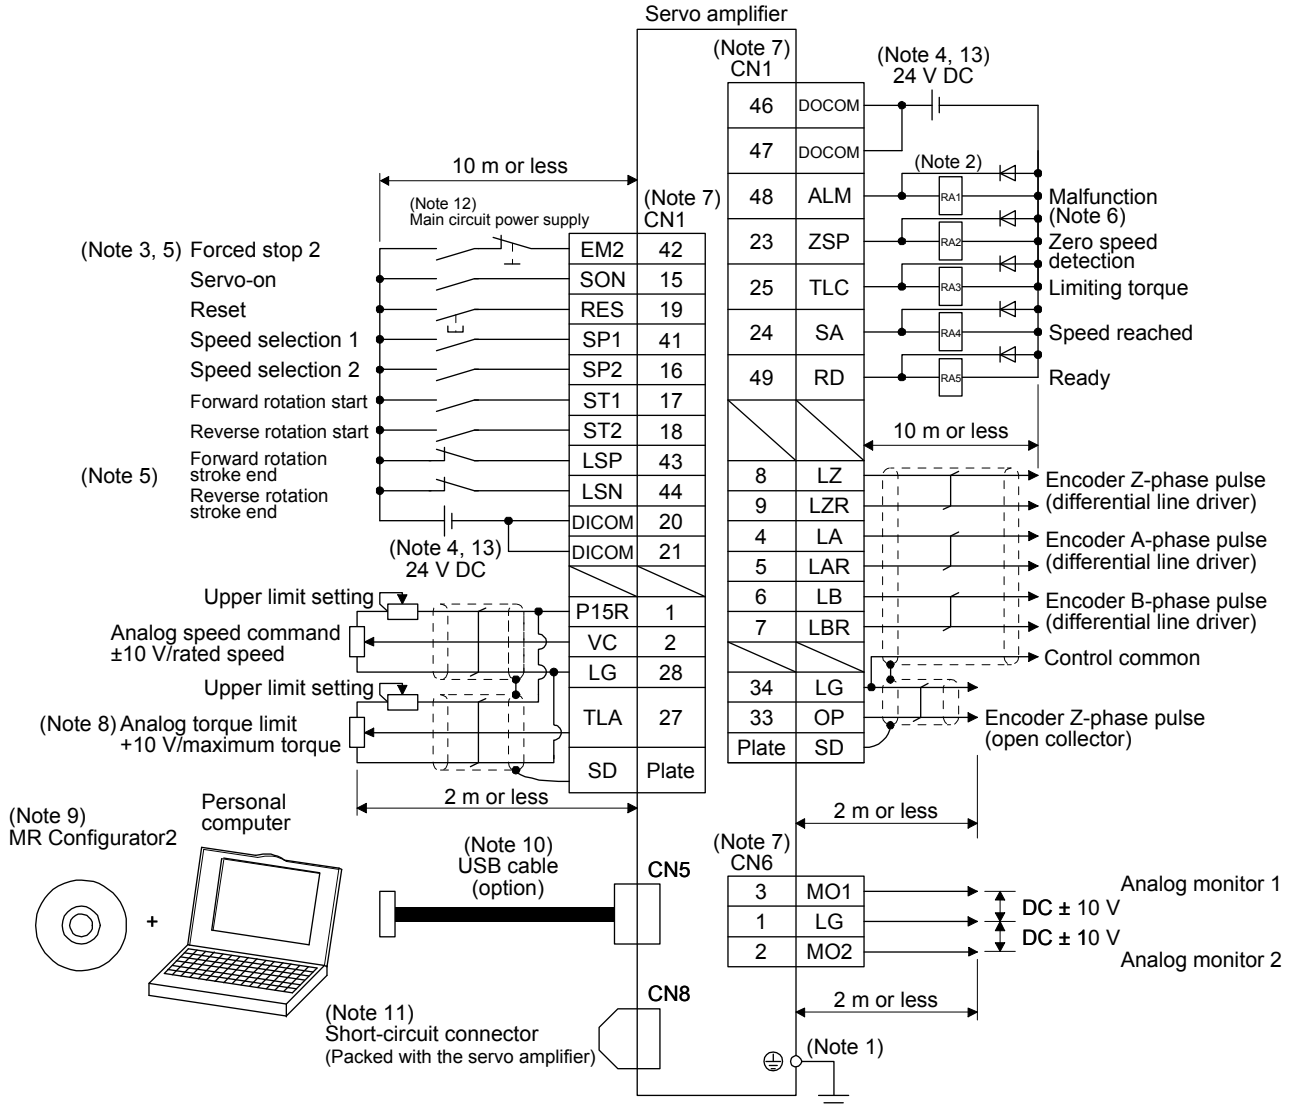 Servo amplifier
(Note 7)
CN1
(Note 4, 13)
24 V DC
46 DOCOM
47 DOCOM
(Note 2)
48 ALM RA1 Malfunction
(Note 6)
23 ZSP RA2 Zero speed
detection
25 TLC RA3 Limiting torque
24 SA RA4 Speed reached
49 RD RA5 Ready
10 m or less
8 LZ Encoder Z-phase pulse
9 LZR (differential line driver)
4 LA Encoder A-phase pulse
5 LAR (differential line driver)
6 LB Encoder B-phase pulse
7 LBR (differential line driver)
Control common
34 LG
33 OP Encoder Z-phase pulse
(open collector)
Plate SD
2 m or less
10 m or less
(Note 7)
CN1
(Note 12)
Main circuit power supply
(Note 3, 5) Forced stop 2 EM2 42
Servo-on SON 15
Reset RES 19
Speed selection 1 SP1 41
Speed selection 2 SP2 16
Forward rotation start ST1 17
Reverse rotation start ST2 18
(Note 5)
Forward rotation
stroke end LSP 43
Reverse rotation
stroke end LSN 44
DICOM 20
DICOM 21
(Note 4, 13)
24 V DC
Upper limit setting P15R 1
Analog speed command
±10 V/rated speed VC 2
LG 28
Upper limit setting
(Note 8) Analog torque limit
+10 V/maximum torque TLA 27
SD Plate
2 m or less
(Note 9)
MR Configurator2
+
Personal
computer
(Note 10)
USB cable
(option)
CN5
(Note 7)
CN6
3 MO1 Analog monitor 1
DC ± 10 V
1 LG
DC ± 10 V
2 MO2 Analog monitor 2
2 m or less
CN8
(Note 11)
Short-circuit connector
(Packed with the servo amplifier)
(Note 1)